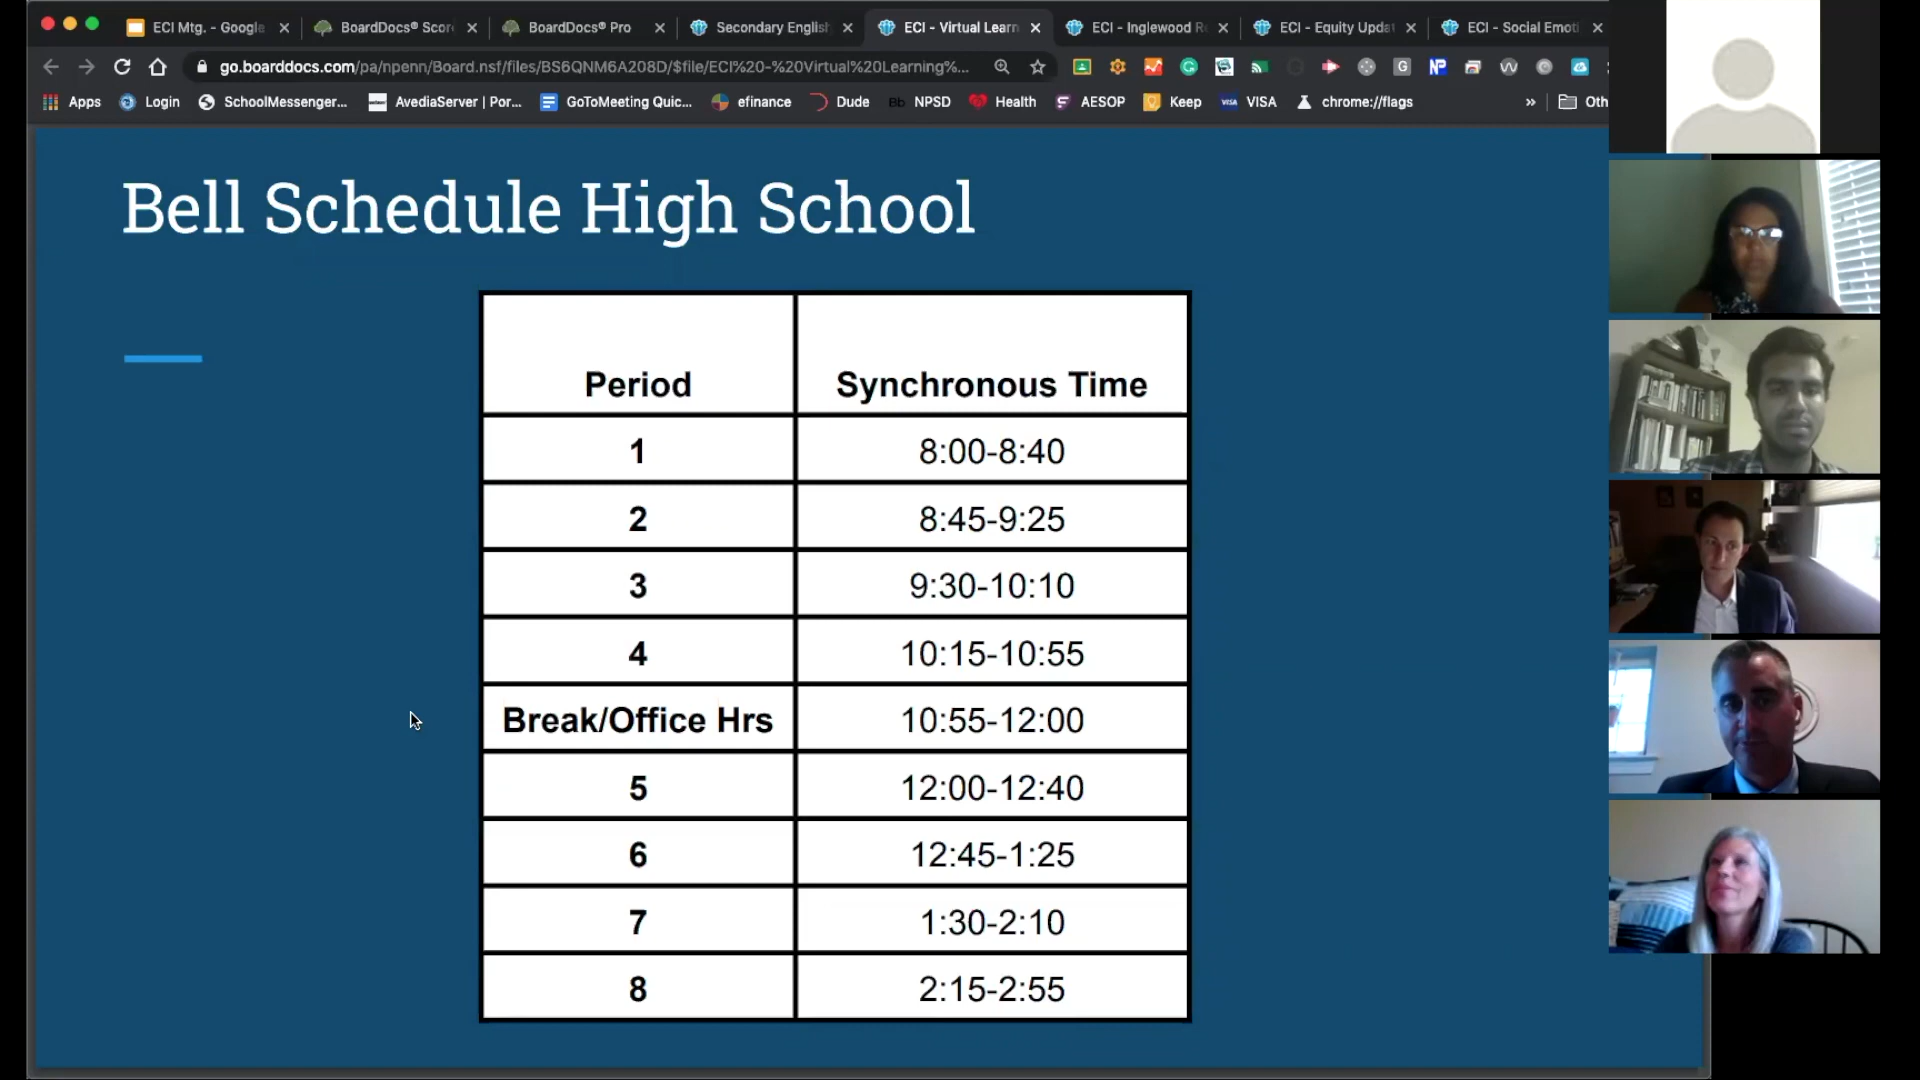 ECI Mtg. - Google
BoardDocs® Scor
BoardDocs® Pro
Secondary English
ECI - Virtual Learn
ECI - Inglewood R
ECI - Equity Upda
ECI - Social Emoti
go.boarddocs.com/pa/npenn/Board.nsf/files/BS6QNM6A208D/$file/ECI%20-%20Virtual%20Learning%...
Apps
Login
SchoolMessenger...
AvediaServer | Por...
GoToMeeting Quic...
efinance
Dude
Bb NPSD
Health
AESOP
Keep
VISA VISA
chrome://flags
»
Oth
Bell Schedule High School
Period Synchronous Time
1 8:00-8:40
2 8:45-9:25
3 9:30-10:10
4 10:15-10:55
Break/Office Hrs 10:55-12:00
5 12:00-12:40
6 12:45-1:25
7 1:30-2:10
8 2:15-2:55